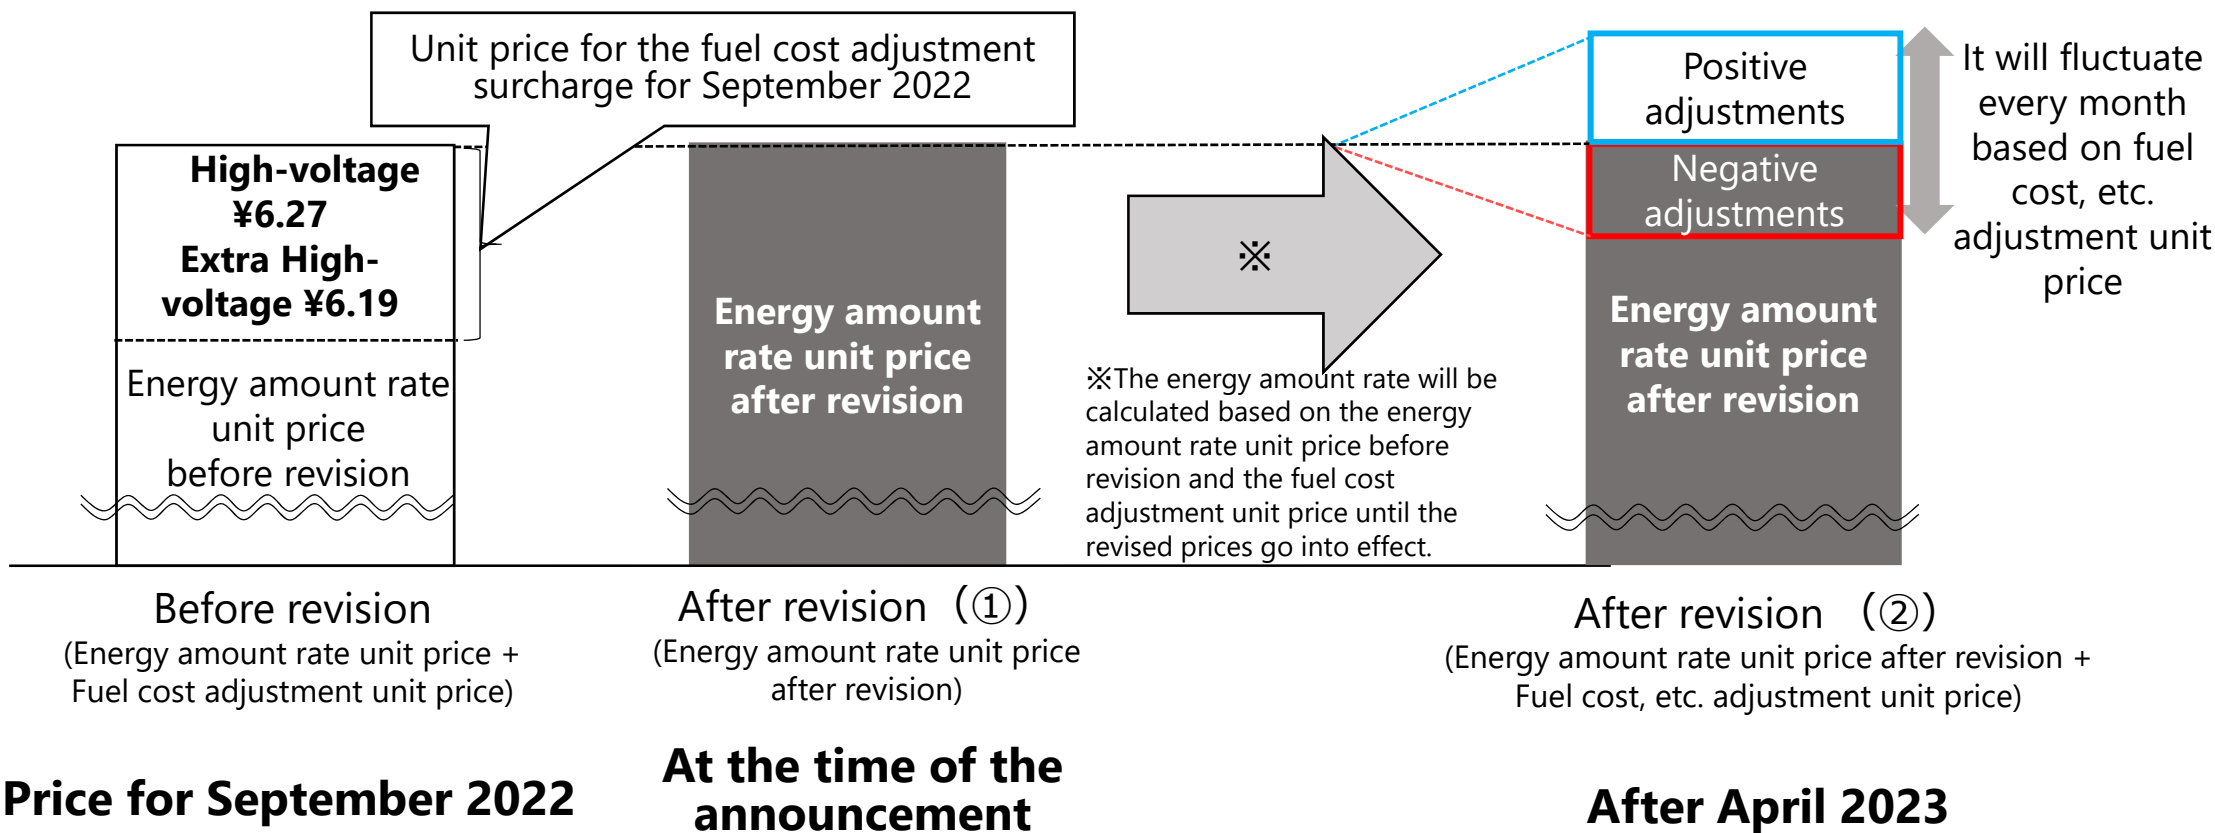 Unit price for the fuel cost adjustment
surcharge for September 2022
High-voltage
¥6.27
Extra High-
voltage ¥6.19
Energy amount rate
unit price
before revision
Energy amount
rate unit price
after revision
※
※The energy amount rate will be
calculated based on the energy
amount rate unit price before
revision and the fuel cost
adjustment unit price until the
revised prices go into effect.
Positive
adjustments
Negative
adjustments
Energy amount
rate unit price
after revision
It will fluctuate
every month
based on fuel
cost, etc.
adjustment unit
price
Before revision
(Energy amount rate unit price +
Fuel cost adjustment unit price)
After revision（①）
(Energy amount rate unit price
after revision)
After revision （②）
(Energy amount rate unit price after revision +
Fuel cost, etc. adjustment unit price)
Price for September 2022
At the time of the
announcement
After April 2023